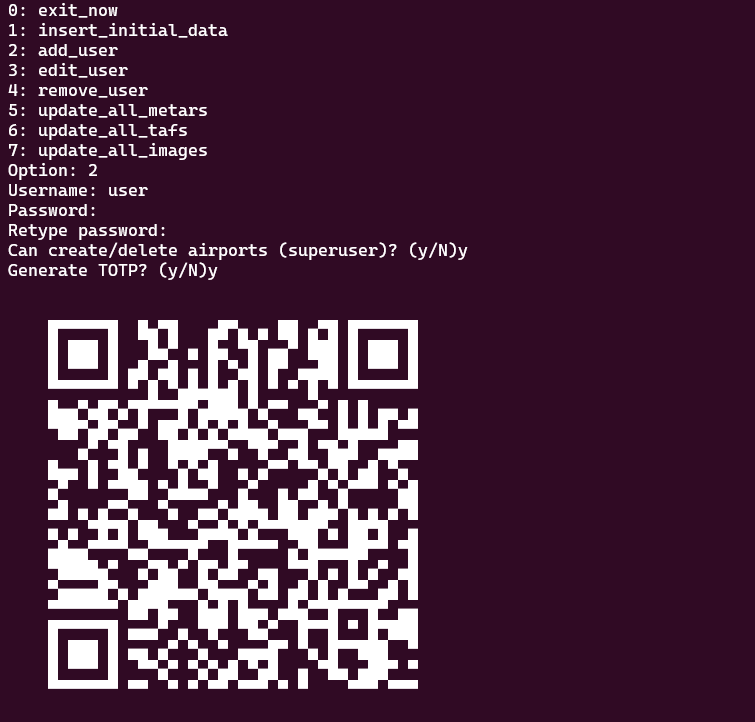 0: exit_now
1: insert_initial_data
2: add_user
3: edit_user
4: remove_user
5: update_all_metars
6: update_all_tafs
7: update_all_images
Option: 2
Username: user
Password:
Retype password:
Can create/delete airports (superuser)? (y/N)y
Generate TOTP? (y/N)y